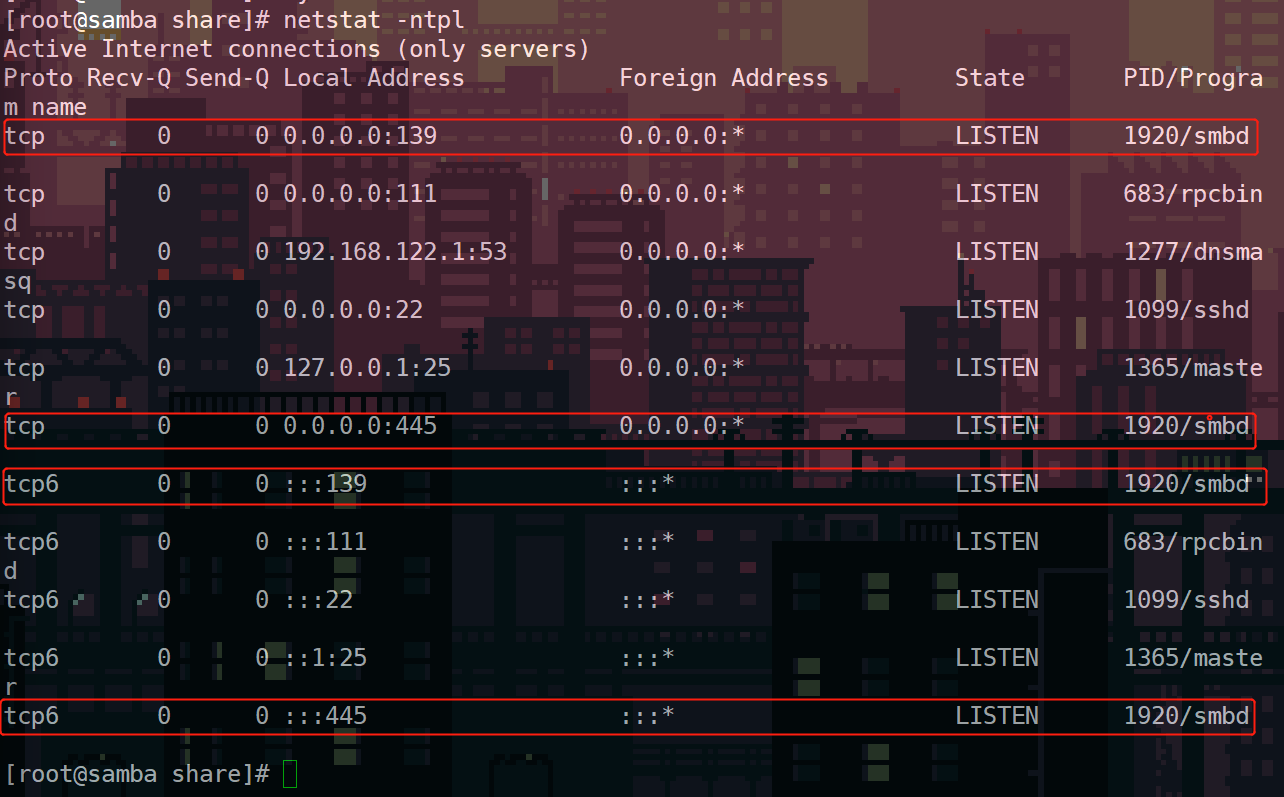 [root@samba share]# netstat -ntpl
Active Internet connections (only servers)
Proto Recv-Q Send-Q Local Address           Foreign Address         State       PID/Progra
m name
tcp        0      0 0.0.0.0:139             0.0.0.0:*               LISTEN      1920/smbd
tcp        0      0 0.0.0.0:111             0.0.0.0:*               LISTEN      683/rpcbin
d
tcp        0      0 192.168.122.1:53        0.0.0.0:*               LISTEN      1277/dnsma
sq
tcp        0      0 0.0.0.0:22              0.0.0.0:*               LISTEN      1099/sshd
tcp        0      0 127.0.0.1:25            0.0.0.0:*               LISTEN      1365/maste
r
tcp        0      0 0.0.0.0:445             0.0.0.0:*               LISTEN      1920/smbd
tcp6       0      0 :::139                  :::*                    LISTEN      1920/smbd
tcp6       0      0 :::111                  :::*                    LISTEN      683/rpcbin
d
tcp6       0      0 :::22                   :::*                    LISTEN      1099/sshd
tcp6       0      0 ::1:25                  :::*                    LISTEN      1365/maste
r
tcp6       0      0 :::445                  :::*                    LISTEN      1920/smbd
[root@samba share]#